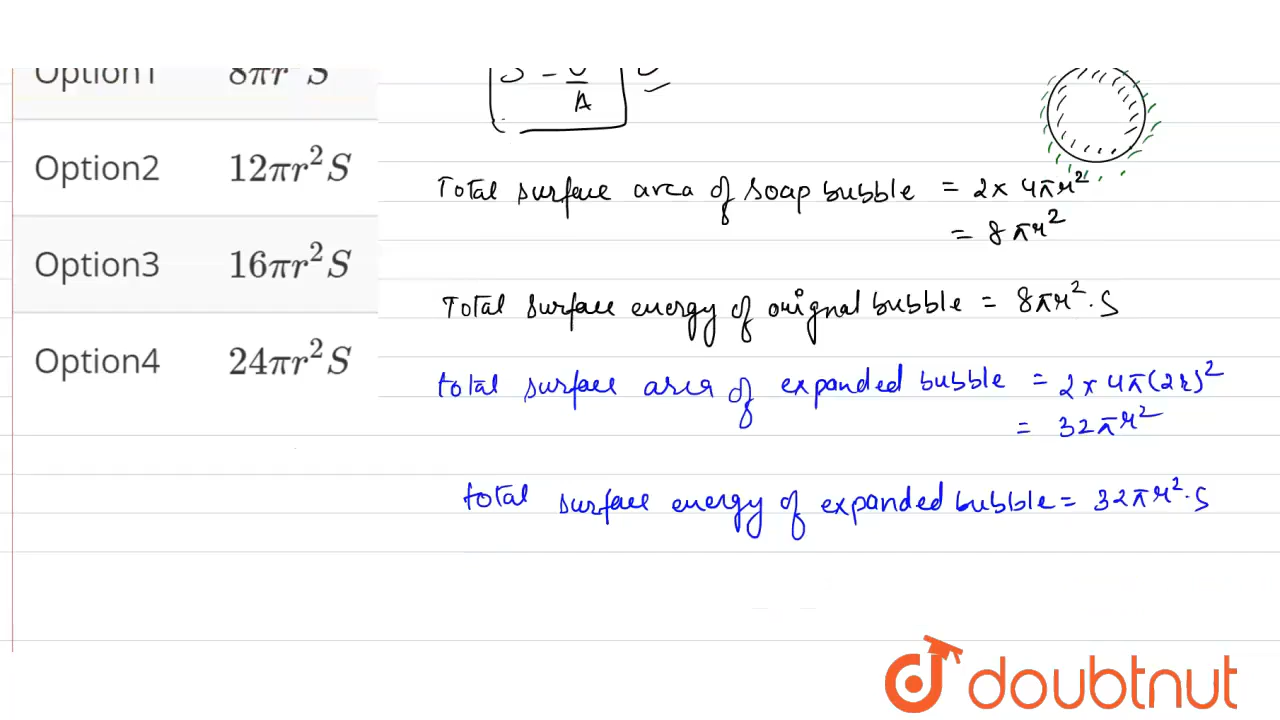 Option1 8πr²S
S = U/A
Option2 12πr²S
Total surface area of soap bubble = 2 × 4πr²
= 8πr²
Option3 16πr²S
Total surface energy of orignal bubble = 8πr².S
Option4 24πr²S
total surface area of expanded bubble = 2 × 4π(2r)²
= 32πr²
total surface energy of expanded bubble = 32πr².S
doubtnut